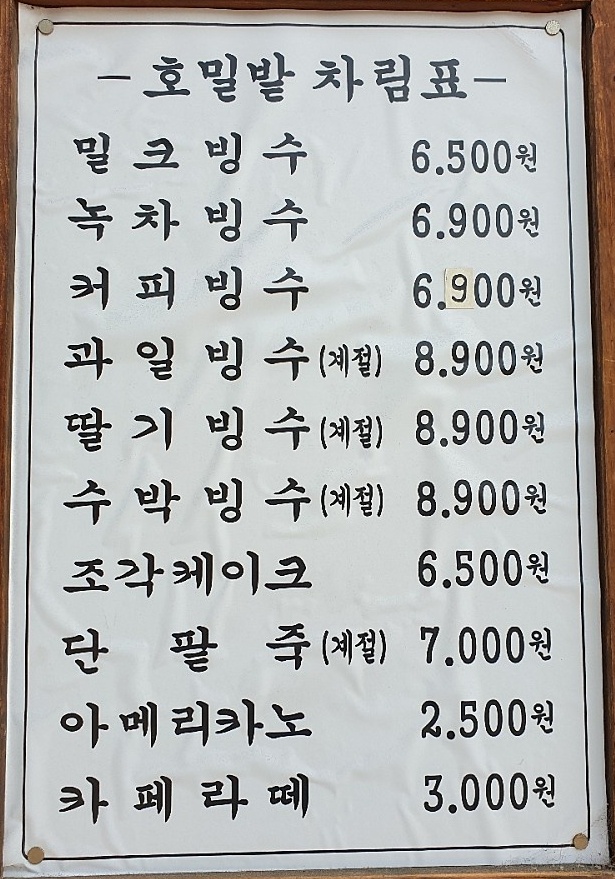 -호밀밭 차림표-
밀크빙수 6.500원
녹차빙수 6.900원
커피빙수 6.900원
과일빙수(계절) 8.900원
딸기빙수(계절) 8.900원
수박빙수(계절) 8.900원
조각케이크 6.500원
단팥죽(계절) 7.000원
아메리카노 2.500원
카페라떼 3.000원